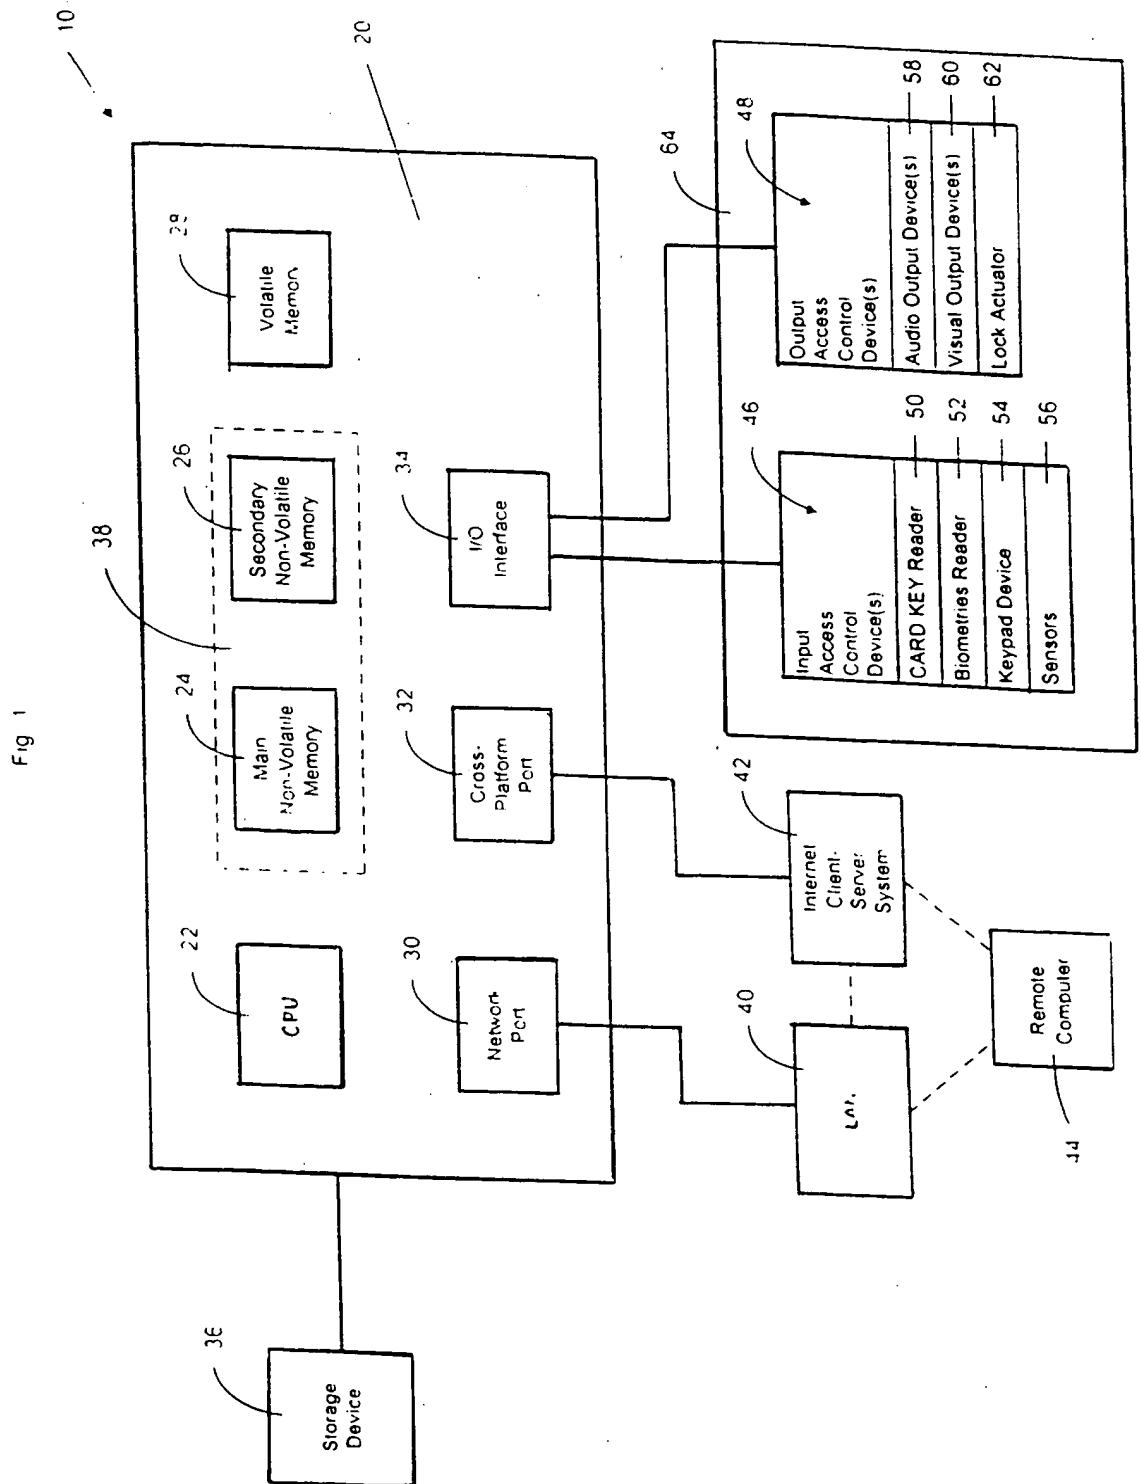 Fig 1
10
20
38
22
CPU
24
Main
Non-Volatile
Memory
26
Secondary
Non-Volatile
Memory
28
Volatile
36
Storage
Device
30
Port
32
Cross-
Platform
Port
34
I/O
Interface
40
42
Internet
Client-
Server
System
44
Remote
Computer
64
46
Input
Access
Control
Device(s)
CARD KEY Reader
50
Biometries Reader
52
Keypad Device
54
Sensors
56
48
Output
Access
Control
Device(s)
Audio Output Device(s)
58
Visual Output Device(s)
60
Lock Actuator
62